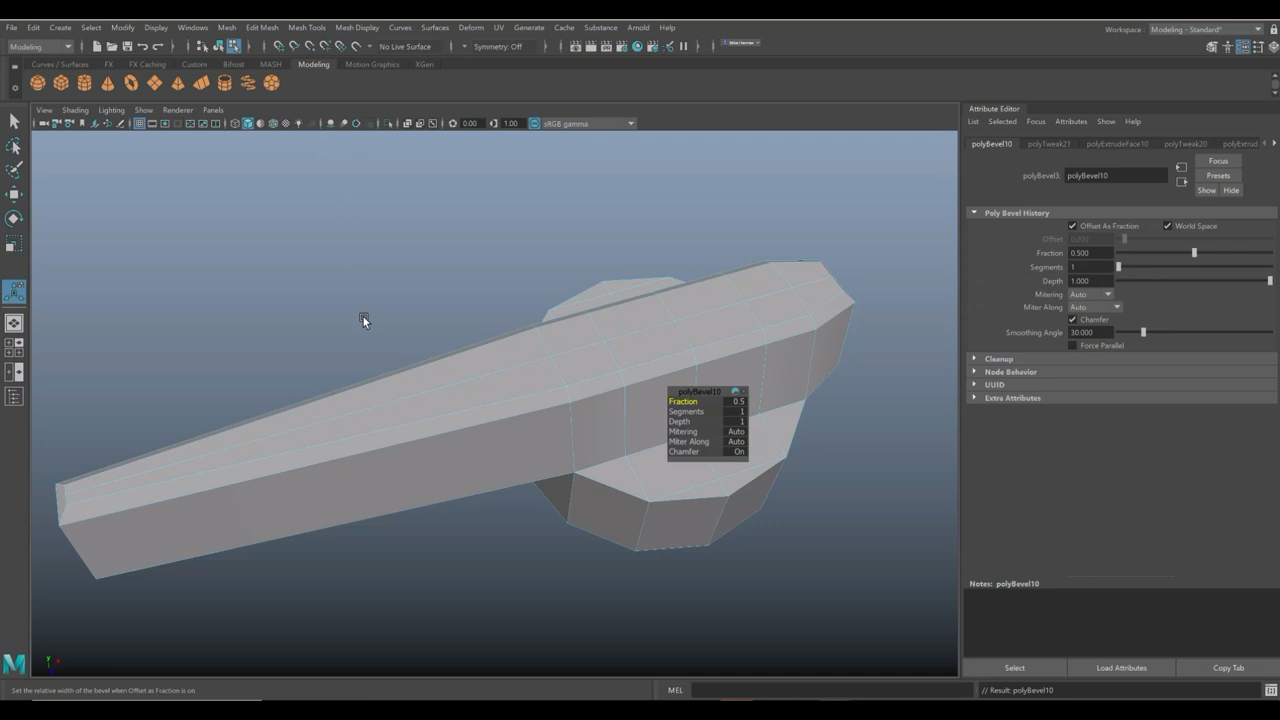 File Edit Create Select Modify Display Windows Mesh Edit Mesh Mesh Tools Mesh Display Curves Surfaces Deform UV Generate Cache Substance Arnold Help
Workspace: Modeling - Standard*
Modeling No Live Surface Symmetry: Off
Curves / Surfaces FX FX Caching Custom Bifrost MASH Modeling Motion Graphics XGen
View Shading Lighting Show Renderer Panels
0.00 1.00 sRGB gamma
Attribute Editor
List Selected Focus Attributes Show Help
polyBevel10 polyTweak21 polyExtrudeFace10 polyTweak20 polyExtrud
polyBevel3: polyBevel10
Focus
Presets
Show Hide
Poly Bevel History
Offset As Fraction World Space
Offset 0.200
Fraction 0.500
Segments 1
Depth 1.000
Mitering Auto
Miter Along Auto
Chamfer
Smoothing Angle 30.000
Force Parallel
Cleanup
Node Behavior
UUID
Extra Attributes
polyBevel10
Fraction 0.5
Segments 1
Depth 1
Mitering Auto
Miter Along Auto
Chamfer On
Notes: polyBevel10
Select Load Attributes Copy Tab
Set the relative width of the bevel when Offset as Fraction is on
MEL
// Result: polyBevel10